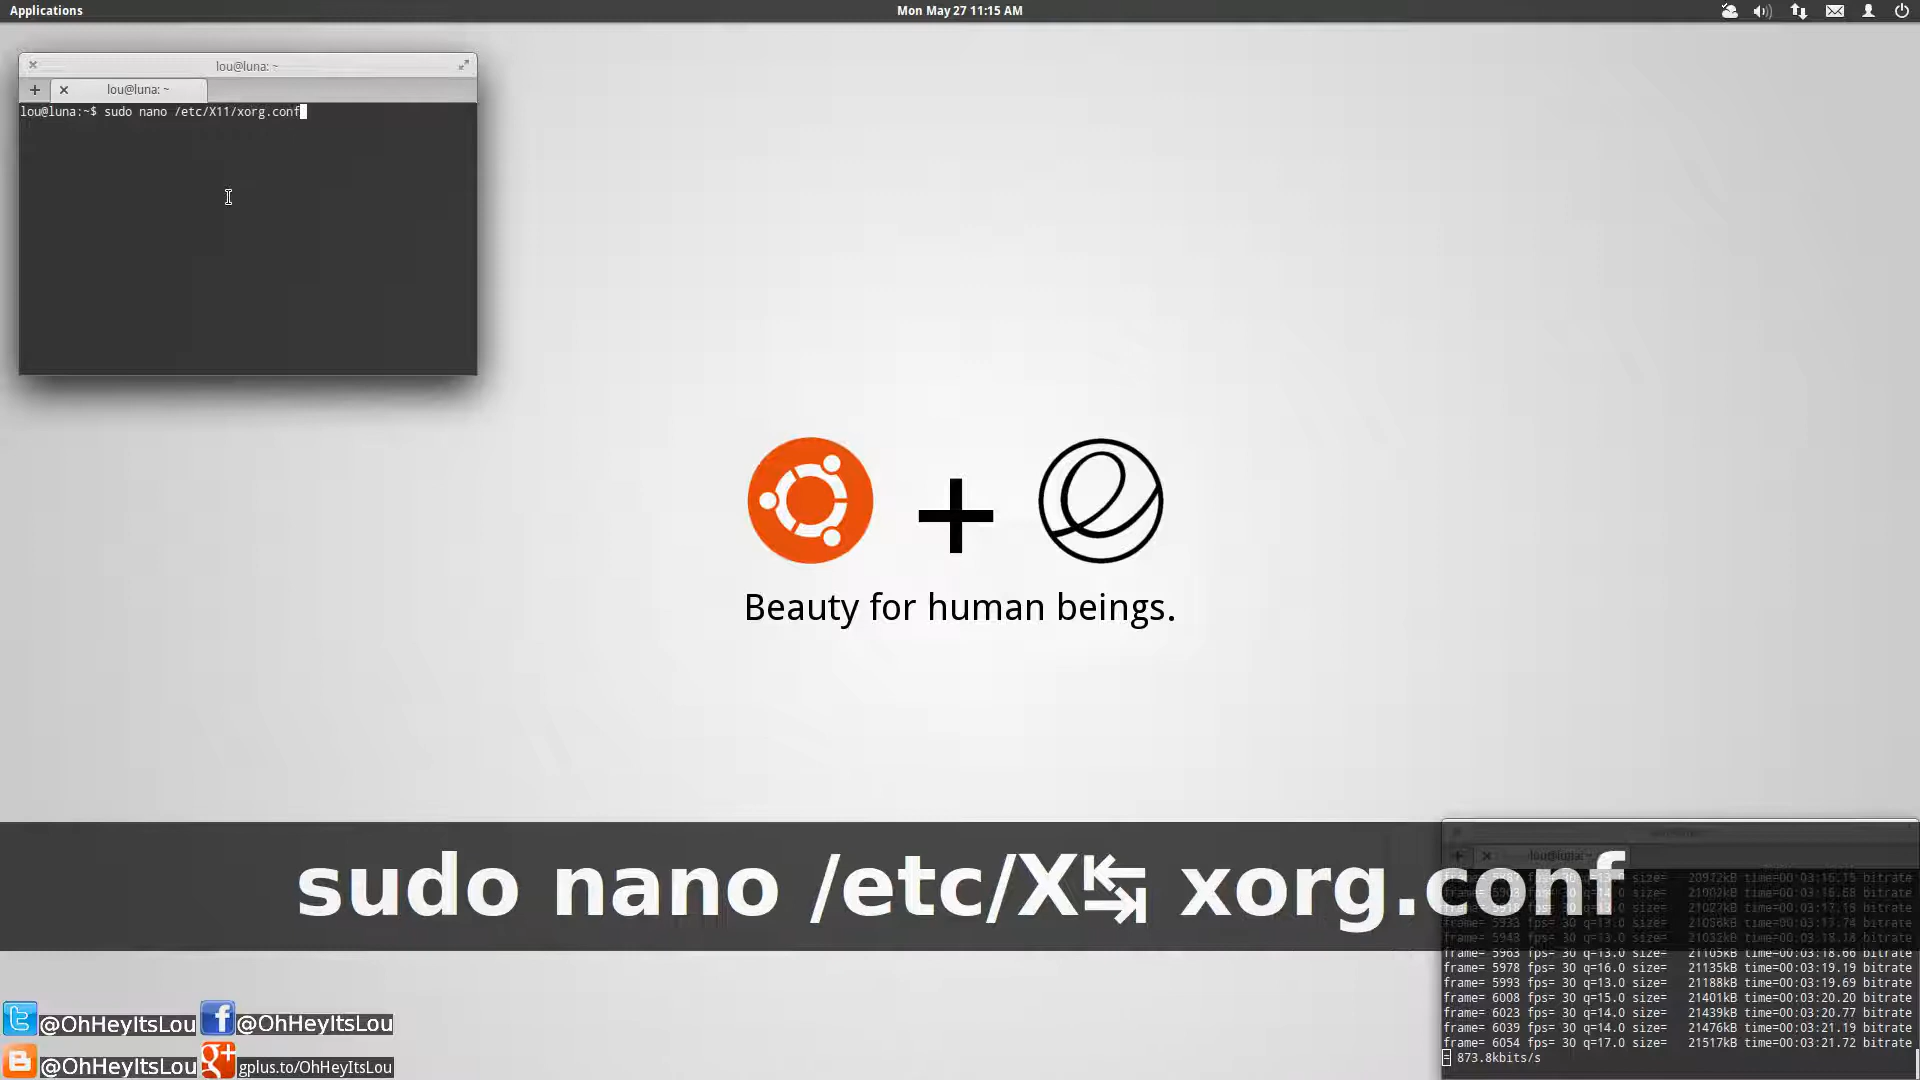 Applications
Mon May 27 11:15 AM
lou@luna: ~
lou@luna: ~
lou@luna:~$ sudo nano /etc/X11/xorg.conf
Beauty for human beings.
sudo nano /etc/X↹ xorg.conf
lou@luna: ~
frame= 5963 fps= 30 q=13.0 size= 21105kB time=00:03:18.66 bitrate
frame= 5978 fps= 30 q=16.0 size= 21135kB time=00:03:19.19 bitrate
frame= 5993 fps= 30 q=13.0 size= 21188kB time=00:03:19.69 bitrate
frame= 6008 fps= 30 q=15.0 size= 21401kB time=00:03:20.20 bitrate
frame= 6023 fps= 30 q=14.0 size= 21439kB time=00:03:20.77 bitrate
frame= 6039 fps= 30 q=14.0 size= 21476kB time=00:03:21.19 bitrate
frame= 6054 fps= 30 q=17.0 size= 21517kB time=00:03:21.72 bitrate
= 873.8kbits/s
@OhHeyItsLou
@OhHeyItsLou
@OhHeyItsLou
gplus.to/OhHeyItsLou